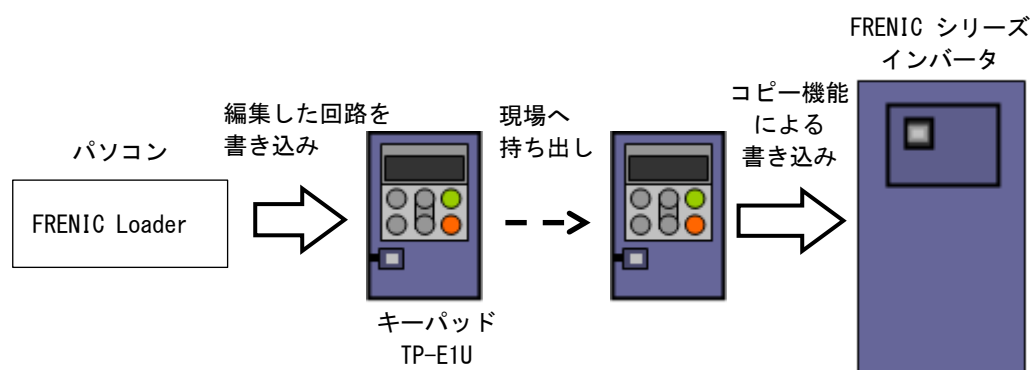 FRENIC シリーズ
インバータ
コピー機能
による
書き込み
編集した回路を
書き込み
現場へ
持ち出し
パソコン
FRENIC Loader
キーパッド
TP-E1U